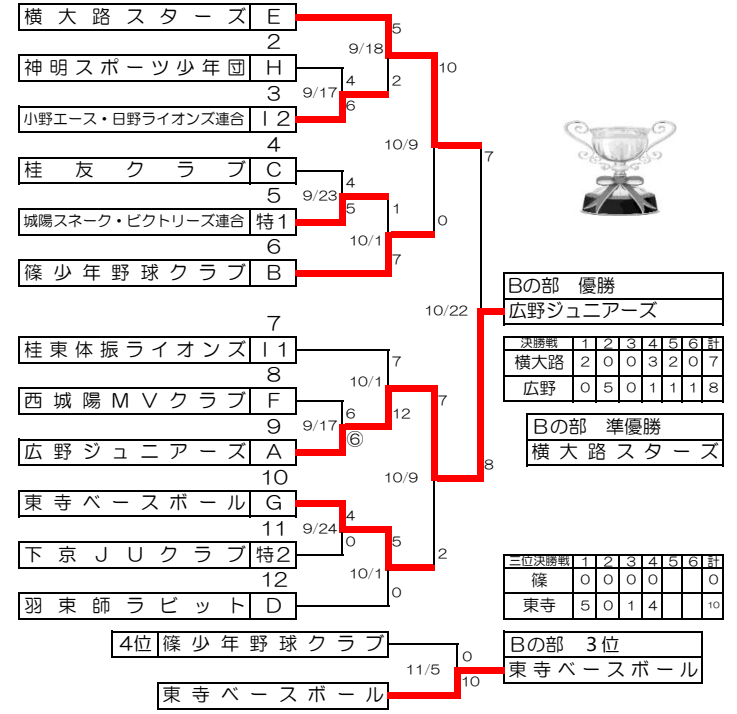 横大路スターズ E
5
2
9/18
神明スポーツ少年団 H
10
4
2
3
9/17
6
小野エース・日野ライオンズ連合 I2
4
10/9
7
桂友クラブ C
4
5
9/23
城陽スネーク・ビクトリーズ連合 特1
5
1
0
6
10/1
篠少年野球クラブ B
7
Bの部 優勝
10/22
広野ジュニアーズ
7
桂東体振ライオンズ I1
決勝戦 1 2 3 4 5 6 計
横大路 2 0 0 3 2 0 7
広野 0 5 0 1 1 1 8
7
8
10/1
西城陽MVクラブ F
7
6
12
9
9/17
⑥
Bの部 準優勝
横大路スターズ
広野ジュニアーズ A
8
10
10/9
東寺ベースボール G
4
11
9/24
0
5
2
下京JUクラブ 特2
三位決勝戦 1 2 3 4 5 6 計
篠 0 0 0 0 0
東寺 5 0 1 4 10
12
10/1
0
羽束師ラビット D
4位 篠少年野球クラブ
0
Bの部 3位
11/5
東寺ベースボール
10
東寺ベースボール